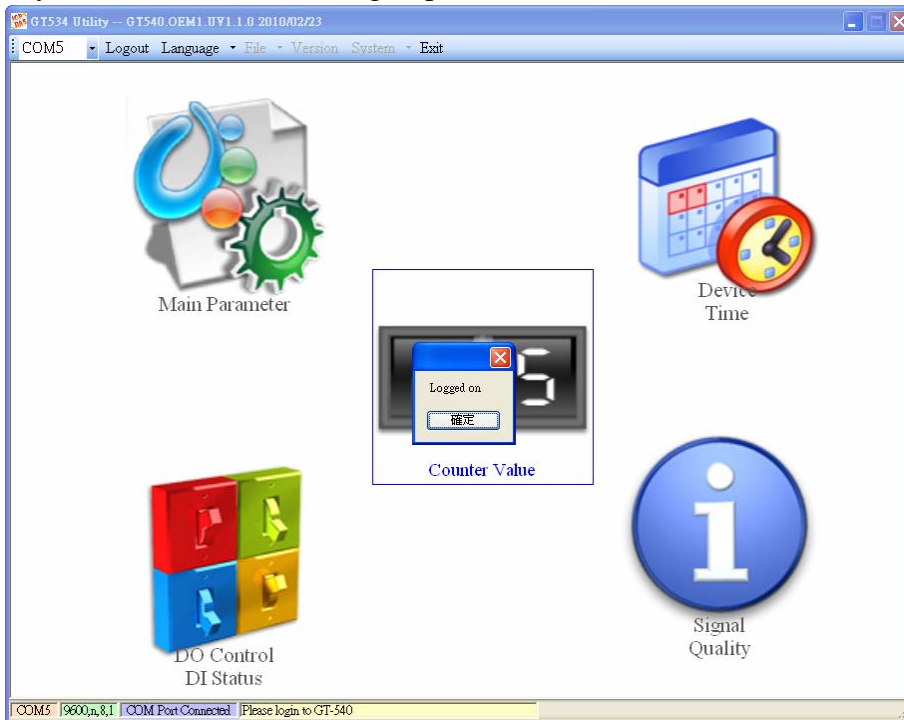 GT534 Utility -- GT540.OEM1.UV1.1.0 2010/02/23
COM5 Logout Language File Version System Exit
Main Parameter
Device
Time
5
Logged on
確定
Counter Value
DO Control
DI Status
Signal
Quality
COM5 9600,n,8,1 COM Port Connected Please login to GT-540